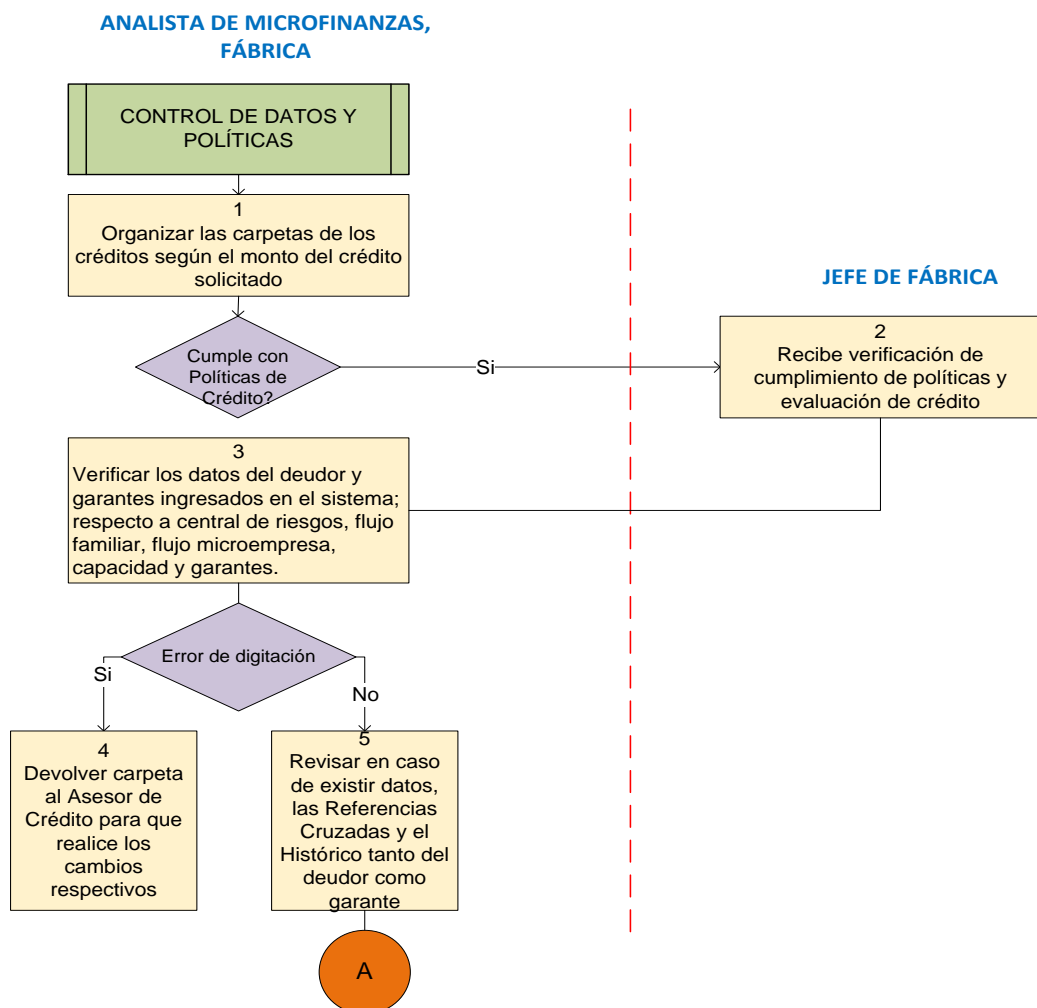 ANALISTA DE MICROFINANZAS,
FÁBRICA
CONTROL DE DATOS Y
POLÍTICAS
1
Organizar las carpetas de los
créditos según el monto del crédito
solicitado
JEFE DE FÁBRICA
Cumple con
Políticas de
Crédito?
Si
2
Recibe verificación de
cumplimiento de políticas y
evaluación de crédito
3
Verificar los datos del deudor y
garantes ingresados en el sistema;
respecto a central de riesgos, flujo
familiar, flujo microempresa,
capacidad y garantes.
Error de digitación
Si
No
4
Devolver carpeta
al Asesor de
Crédito para que
realice los
cambios
respectivos
5
Revisar en caso
de existir datos,
las Referencias
Cruzadas y el
Histórico tanto del
deudor como
garante
A